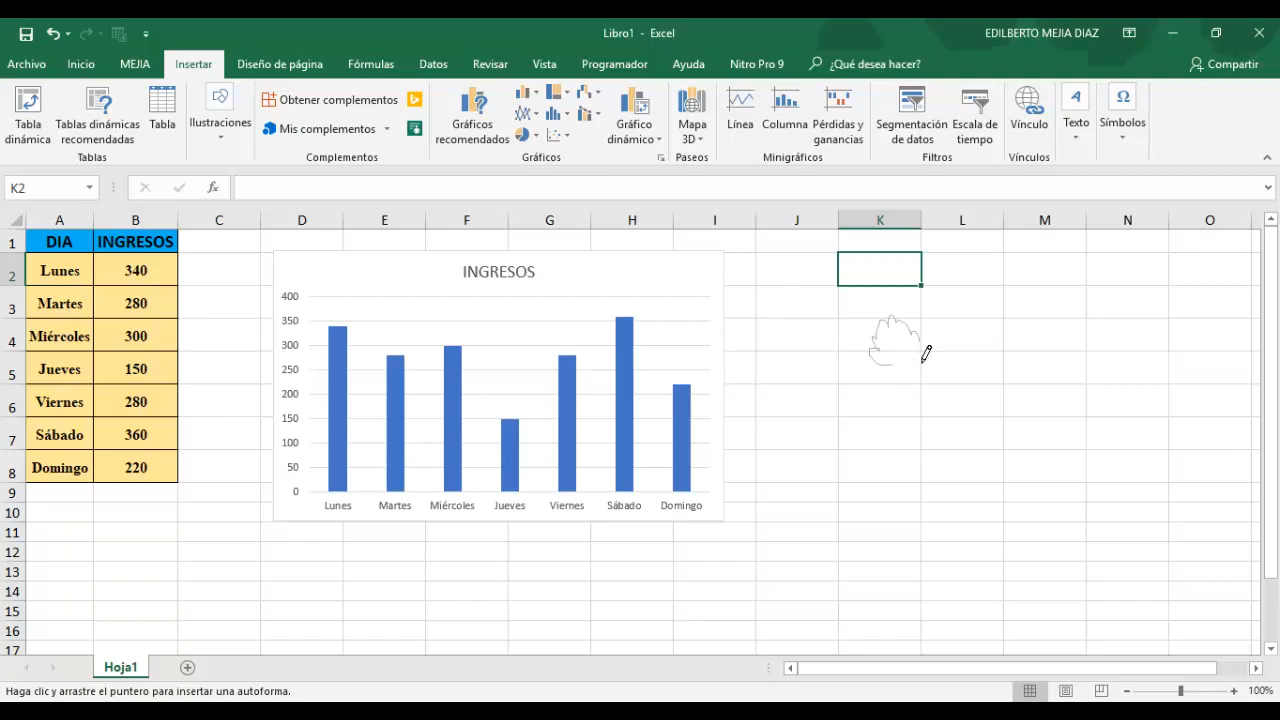 Libro1 - Excel
EDILBERTO MEJIA DIAZ
Archivo Inicio MEJIA Insertar Diseño de página Fórmulas Datos Revisar Vista Programador Ayuda Nitro Pro 9 ¿Qué desea hacer? Compartir
Tabla dinámica
Tablas dinámicas recomendadas
Tabla
Tablas
Ilustraciones
Obtener complementos
Mis complementos
Complementos
Gráficos recomendados
Gráfico dinámico
Gráficos
Mapa 3D
Paseos
Línea
Columna
Pérdidas y ganancias
Minigráficos
Segmentación de datos
Escala de tiempo
Filtros
Vínculo
Vínculos
Texto
Símbolos
K2
fx
A B C D E F G H I J K L M N O
1 DIA INGRESOS
2 Lunes 340
3 Martes 280
4 Miércoles 300
5 Jueves 150
6 Viernes 280
7 Sábado 360
8 Domingo 220
9
10
11
12
13
14
15
16
17
INGRESOS
400
350
300
250
200
150
100
50
0
Lunes Martes Miércoles Jueves Viernes Sábado Domingo
Hoja1
Haga clic y arrastre el puntero para insertar una autoforma.
100%